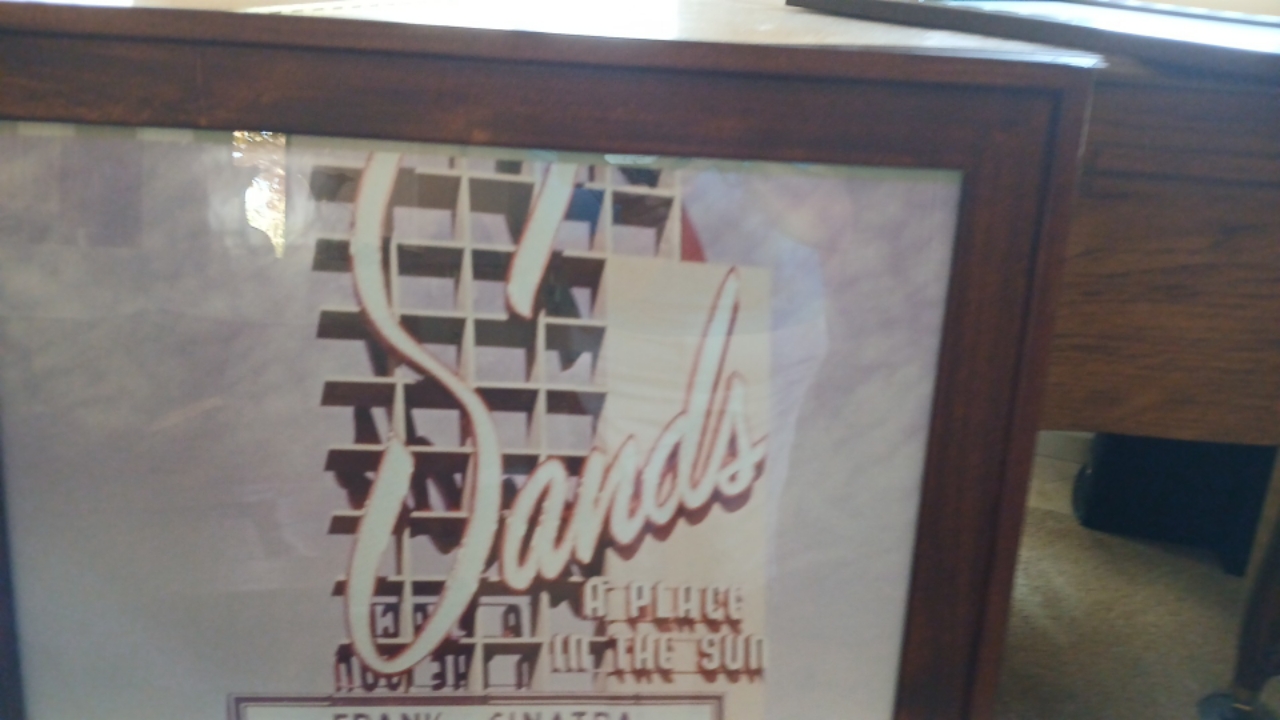 Sands
A PLACE
IN THE SUN
FRANK SINATRA